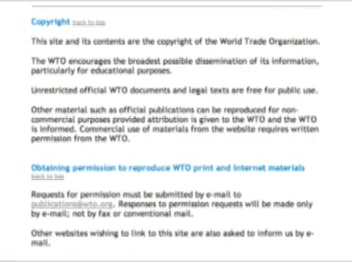 Copyright back to top
This site and its contents are the copyright of the World Trade Organization.
The WTO encourages the broadest possible dissemination of its information,
particularly for educational purposes.
Unrestricted official WTO documents and legal texts are free for public use.
Other material such as official publications can be reproduced for non-
commercial purposes provided attribution is given to the WTO and the WTO
is informed. Commercial use of materials from the website requires written
permission from the WTO.
Obtaining permission to reproduce WTO print and Internet materials
back to top
Requests for permission must be submitted by e-mail to
publications@wto.org. Responses to permission requests will be made only
by e-mail; not by fax or conventional mail.
Other websites wishing to link to this site are also asked to inform us by e-
mail.